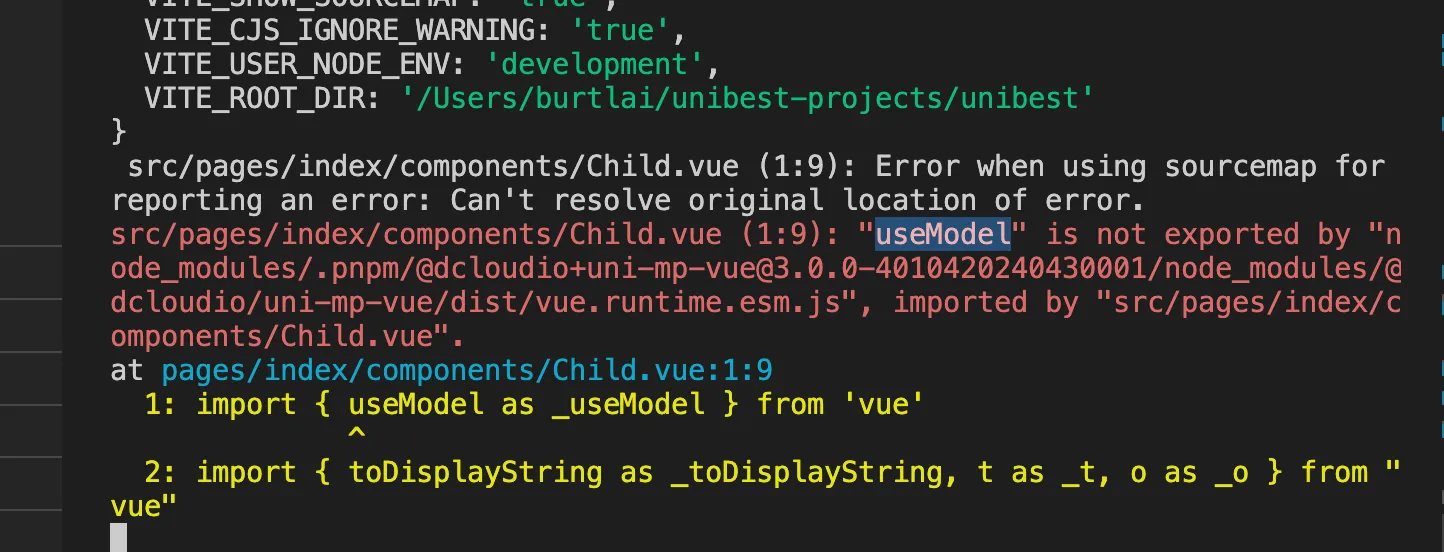 VITE_SHOW_SOURCEMAP: 'true',
VITE_CJS_IGNORE_WARNING: 'true',
VITE_USER_NODE_ENV: 'development',
VITE_ROOT_DIR: '/Users/burtlai/unibest-projects/unibest'
}
src/pages/index/components/Child.vue (1:9): Error when using sourcemap for
reporting an error: Can't resolve original location of error.
src/pages/index/components/Child.vue (1:9): "useModel" is not exported by "n
ode_modules/.pnpm/@dcloudio+uni-mp-vue@3.0.0-4010420240430001/node_modules/@
dcloudio/uni-mp-vue/dist/vue.runtime.esm.js", imported by "src/pages/index/c
omponents/Child.vue".
at pages/index/components/Child.vue:1:9
1: import { useModel as _useModel } from 'vue'
^
2: import { toDisplayString as _toDisplayString, t as _t, o as _o } from "
vue"